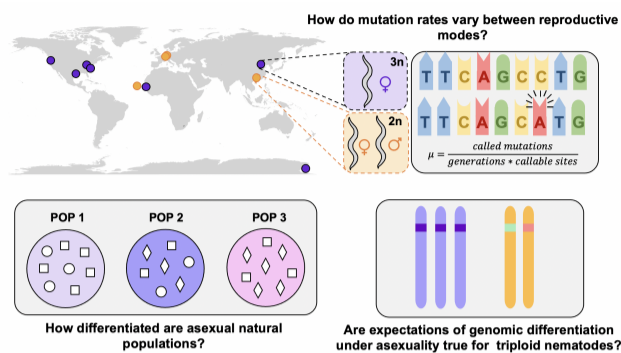 How do mutation rates vary between reproductive
modes?
3n
♀
2n
♀ ♂
T T C A G C C T G
T T C A G C A T G
μ = called mutations / generations * callable sites
POP 1 POP 2 POP 3
How differentiated are asexual natural
populations?
Are expectations of genomic differentiation
under asexuality true for triploid nematodes?